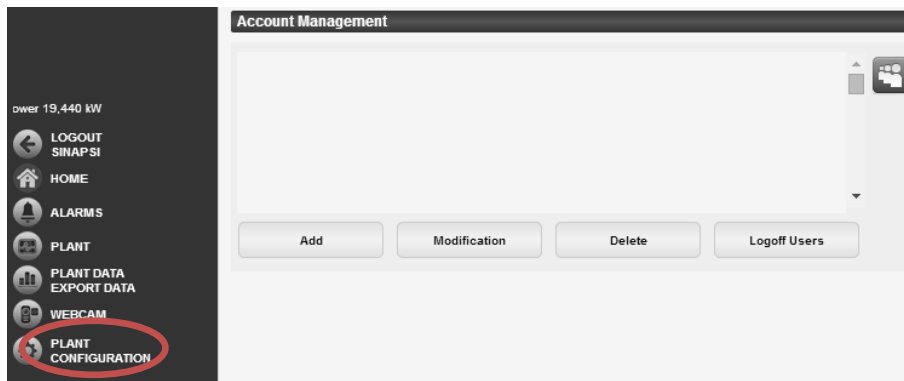 Account Management
ower 19,440 kW
LOGOUT
SINAPSI
HOME
ALARMS
PLANT
PLANT DATA
EXPORT DATA
WEBCAM
PLANT
CONFIGURATION
Add Modification Delete Logoff Users